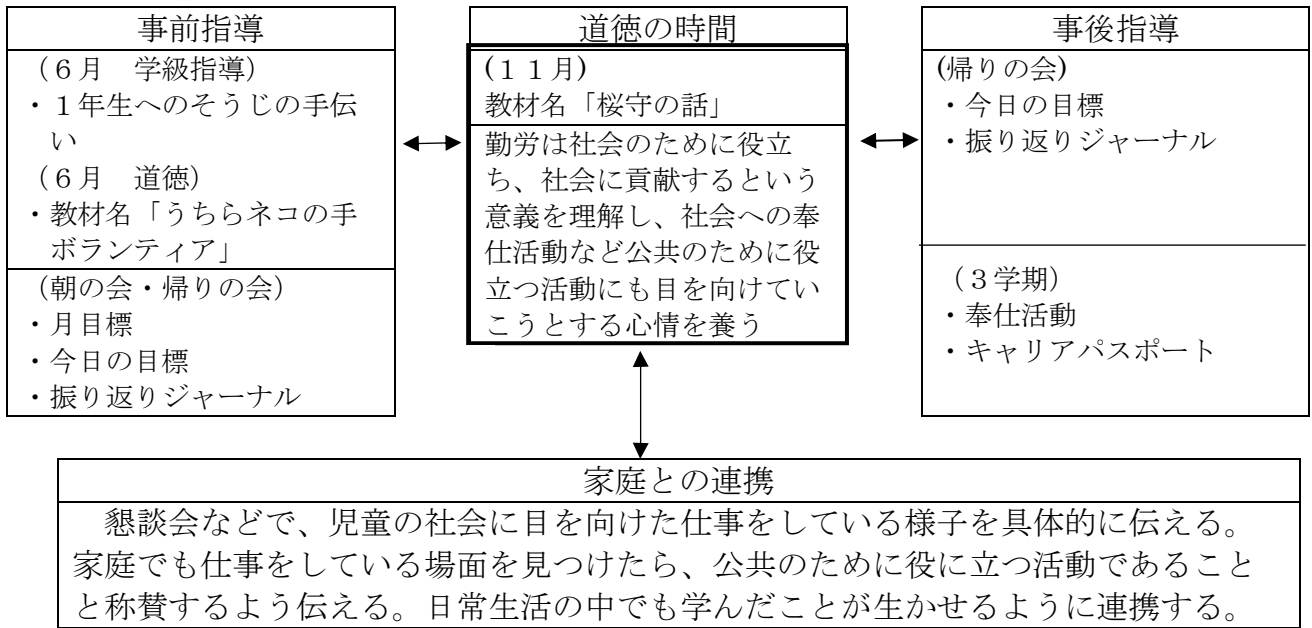 事前指導
（６月　学級指導）
・１年生へのそうじの手伝
い
（６月　道徳）
・教材名「うちらネコの手
ボランティア」
（朝の会・帰りの会）
・月目標
・今日の目標
・振り返りジャーナル
道徳の時間
(１１月)
教材名「桜守の話」
勤労は社会のために役立
ち、社会に貢献するという
意義を理解し、社会への奉
仕活動など公共のために役
立つ活動にも目を向けてい
こうとする心情を養う
事後指導
(帰りの会)
・今日の目標
・振り返りジャーナル
（３学期）
・奉仕活動
・キャリアパスポート
家庭との連携
懇談会などで、児童の社会に目を向けた仕事をしている様子を具体的に伝える。
家庭でも仕事をしている場面を見つけたら、公共のために役に立つ活動であること
と称賛するよう伝える。日常生活の中でも学んだことが生かせるように連携する。